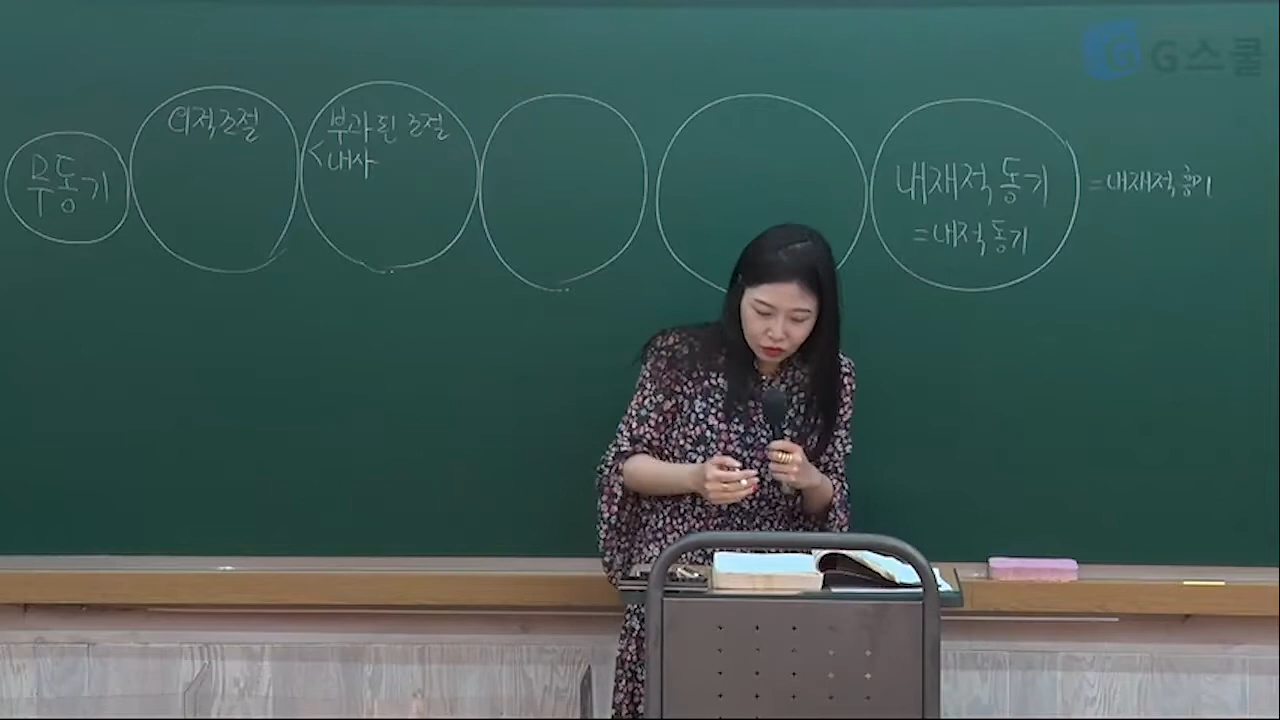 G스쿨
무동기
외적조절
부과된 조절
<내사
내재적 동기
=내적 동기
=내재적 흥미